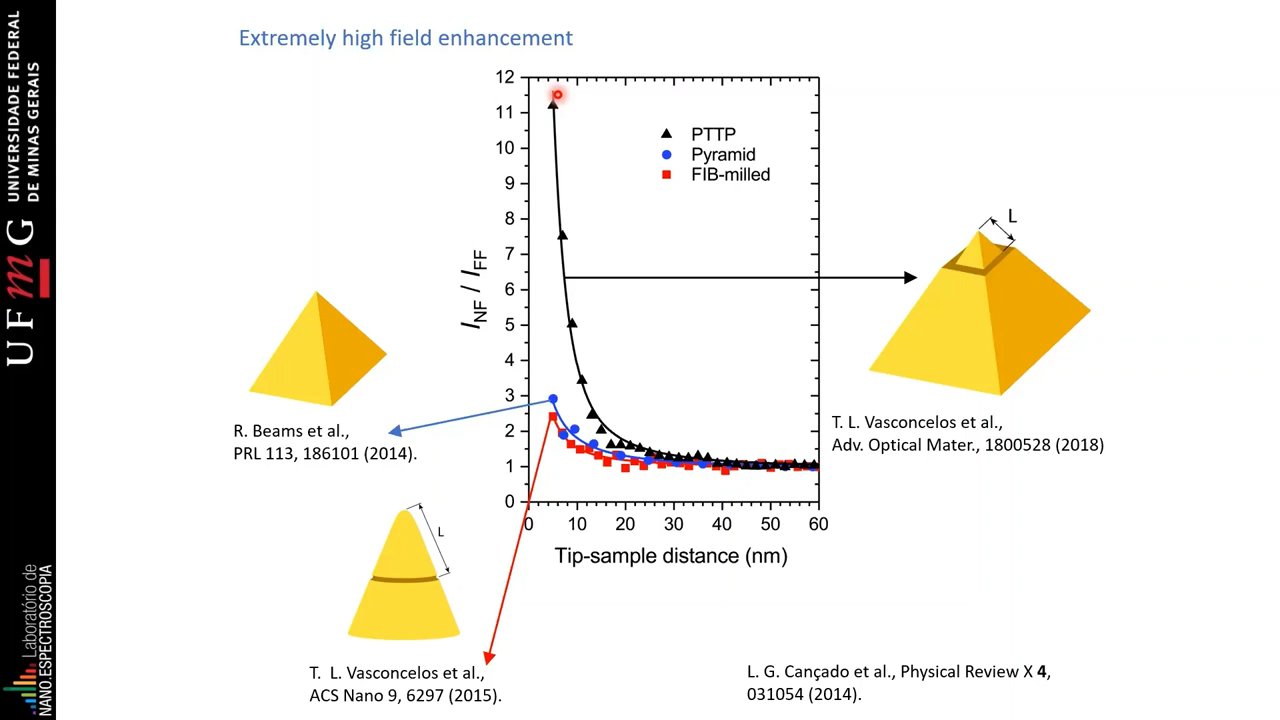 UNIVERSIDADE FEDERAL
DE MINAS GERAIS
UFmG
Laboratório de
NANO.ESPECTROSCOPIA
Extremely high field enhancement
12
11
10
9
8
7
6
5
4
3
2
1
0
I_NF / I_FF
PTTP
Pyramid
FIB-milled
0 10 20 30 40 50 60
Tip-sample distance (nm)
L
R. Beams et al.,
PRL 113, 186101 (2014).
T. L. Vasconcelos et al.,
Adv. Optical Mater., 1800528 (2018)
L
T. L. Vasconcelos et al.,
ACS Nano 9, 6297 (2015).
L. G. Cançado et al., Physical Review X 4,
031054 (2014).